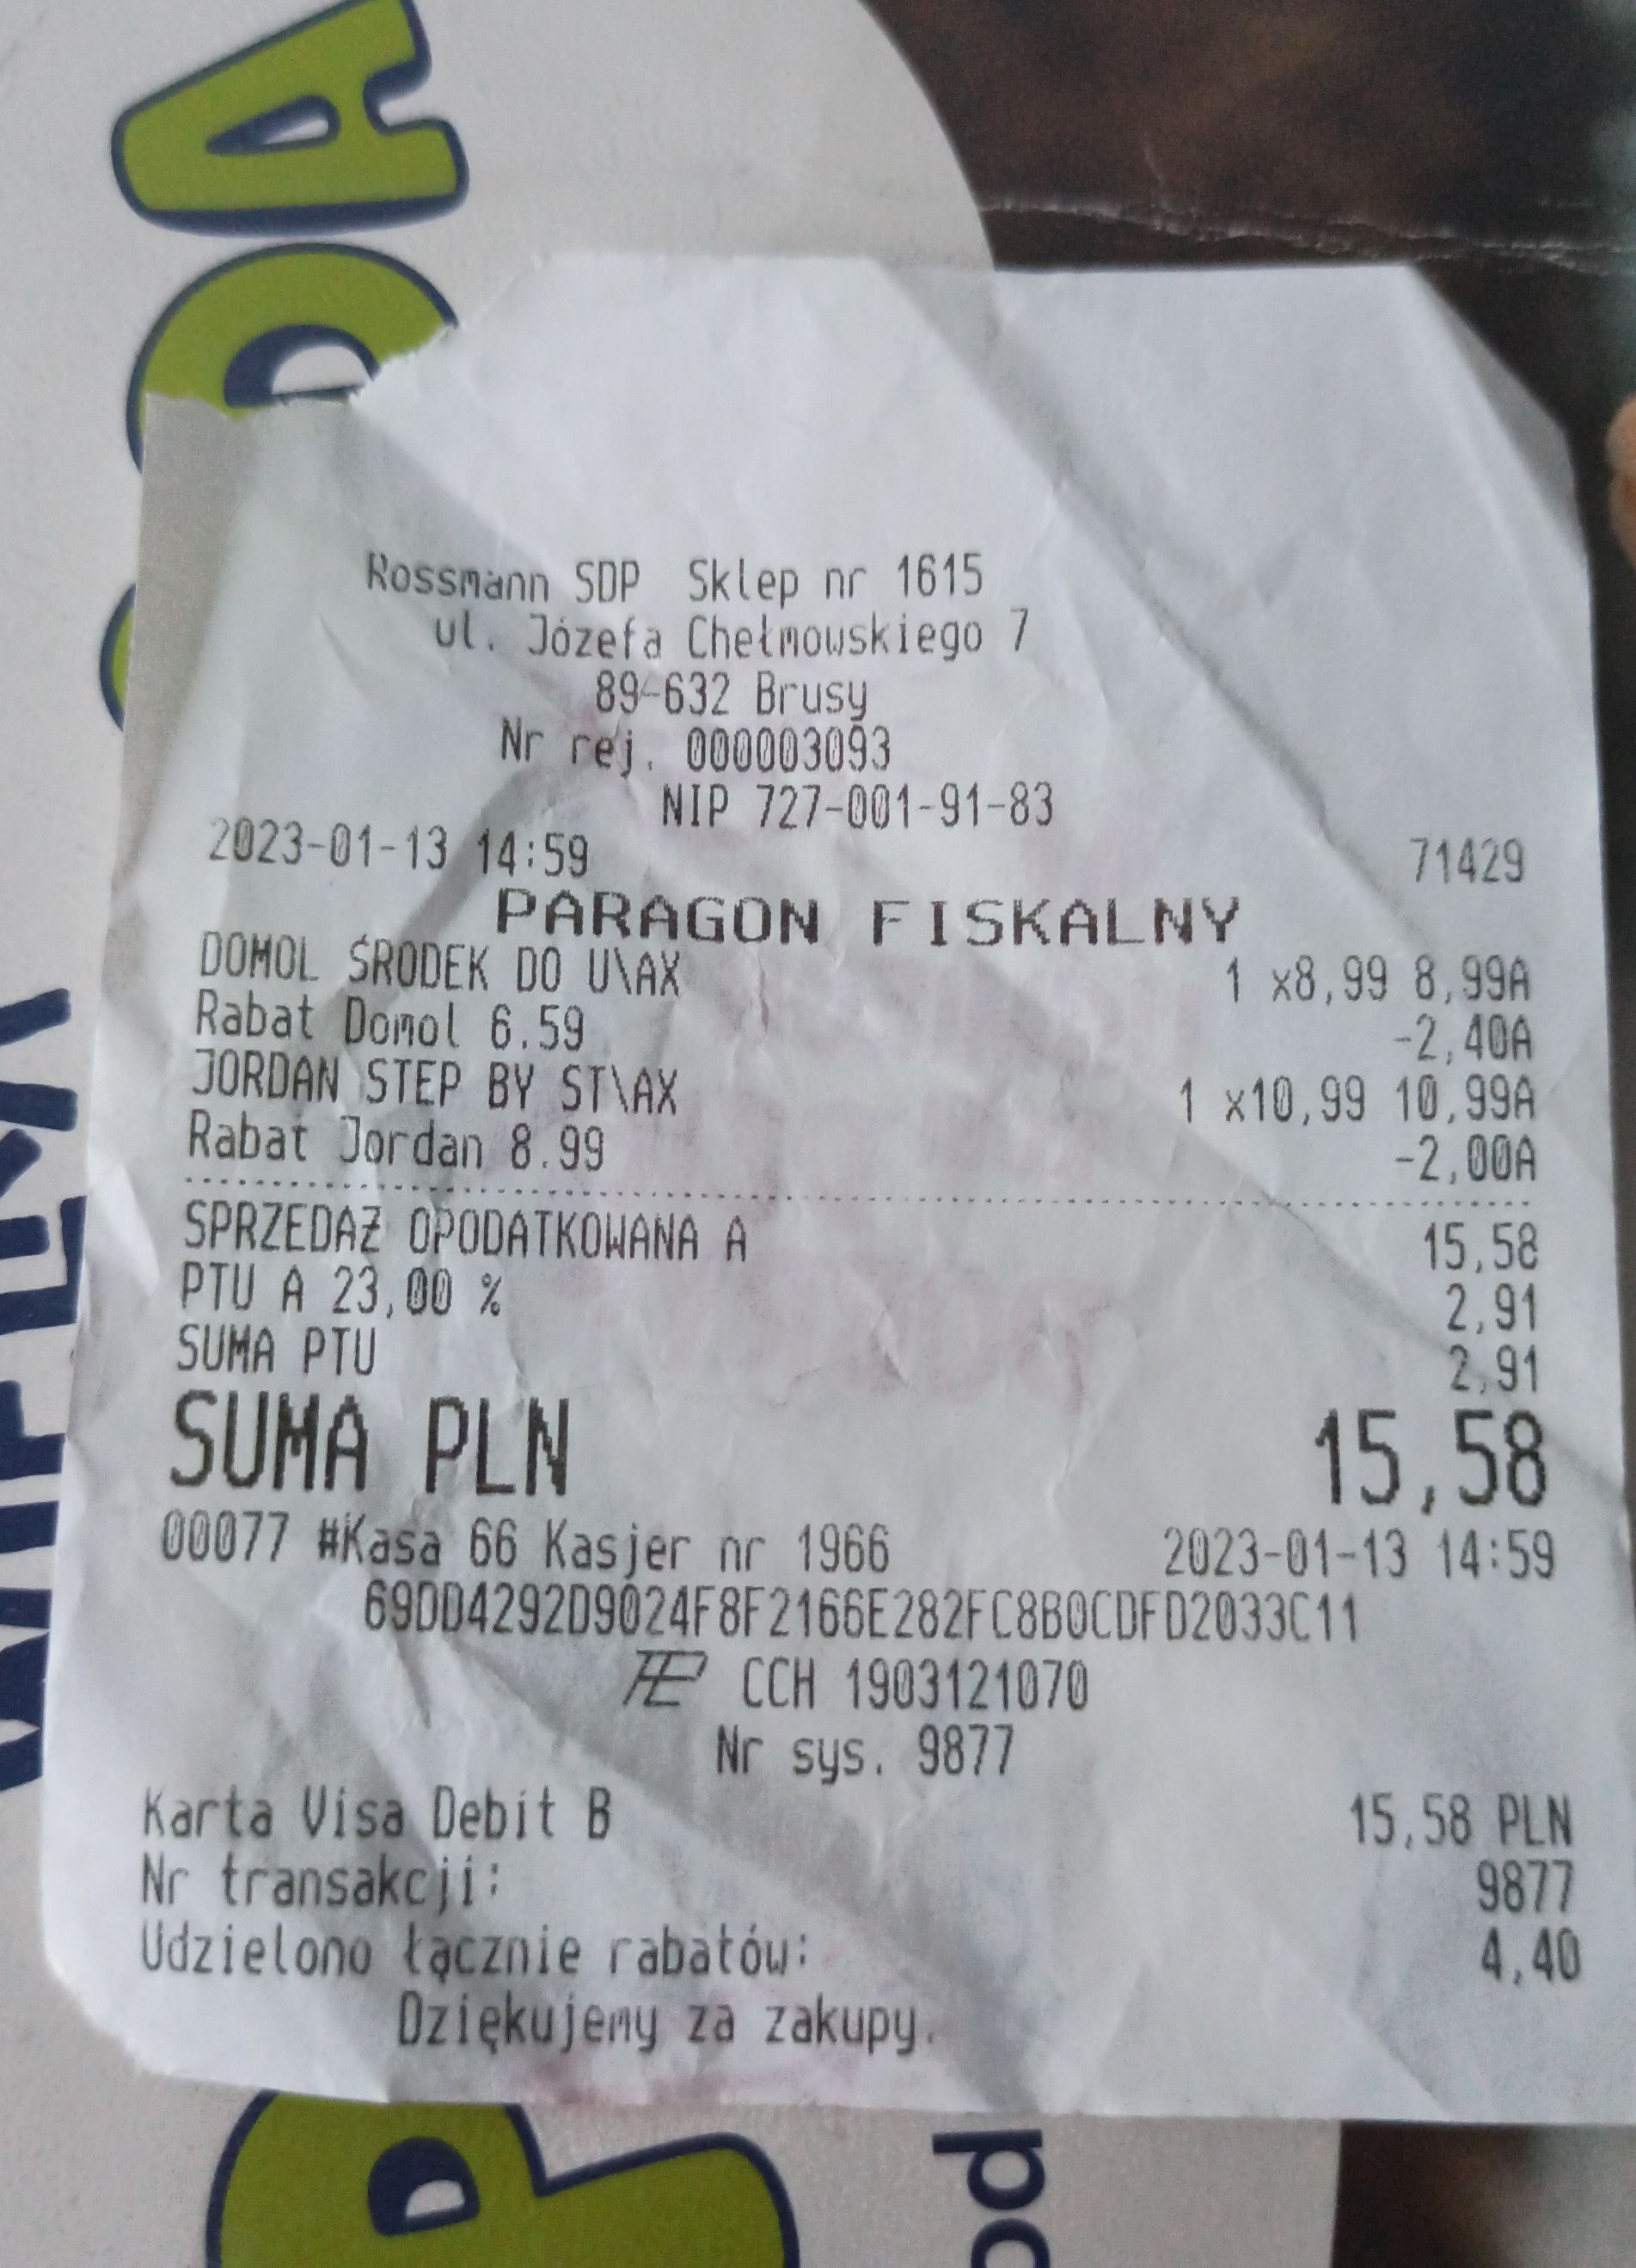 Rossmann SDP Sklep nr 1615
ul. Józefa Chełmowskiego 7
89-632 Brusy
Nr rej. 000003093
NIP 727-001-91-83
2023-01-13 14:59 71429
PARAGON FISKALNY
DOMOL ŚRODEK DO U\AX 1 x8,99 8,99A
Rabat Domol 6.59 -2,40A
JORDAN STEP BY ST\AX 1 x10,99 10,99A
Rabat Jordan 8.99 -2,00A
SPRZEDAŻ OPODATKOWANA A 15,58
PTU A 23,00 % 2,91
SUMA PTU 2,91
SUMA PLN 15,58
00077 #Kasa 66 Kasjer nr 1966 2023-01-13 14:59
69DD4292D9024F8F2166E282FC8B0CDFD2033C11
CCH 1903121070
Nr sys. 9877
Karta Visa Debit B 15,58 PLN
Nr transakcji: 9877
Udzielono łącznie rabatów: 4,40
Dziękujemy za zakupy.